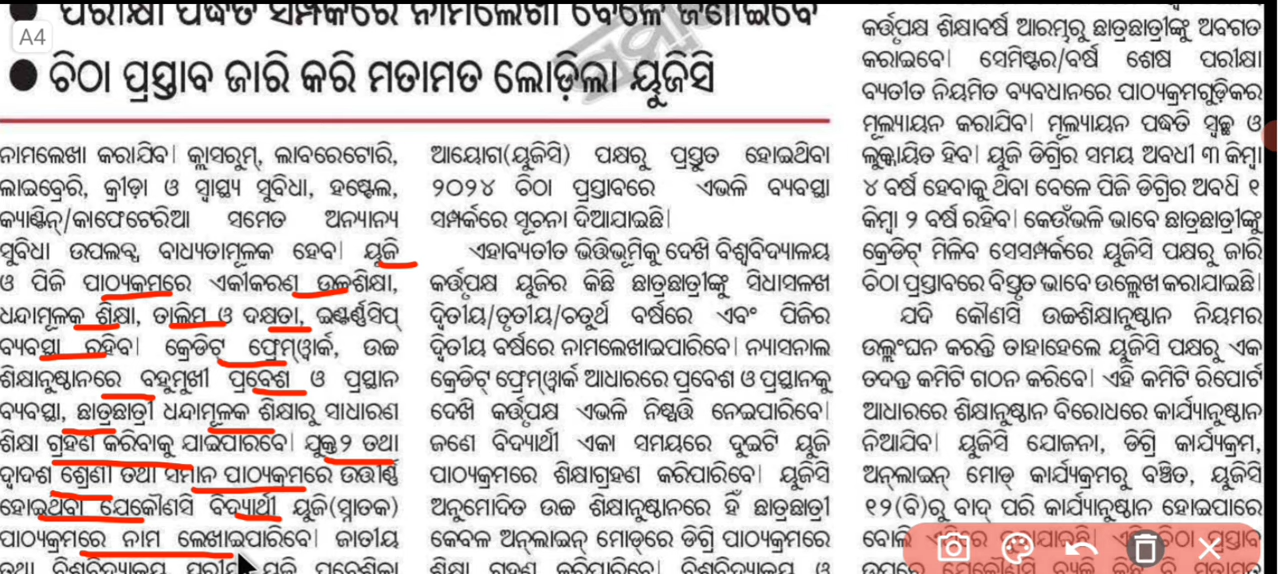 A4
● ପରୀକ୍ଷା ପଦ୍ଧତି ସମ୍ପର୍କରେ ନାମଲେଖା ବେଳେ ଜଣାଇବେ
● ଚିଠା ପ୍ରସ୍ତାବ ଜାରି କରି ମତାମତ ଲୋଡ଼ିଲା ୟୁଜିସି
ନାମଲେଖା କରାଯିବ। କ୍ଲାସରୁମ୍, ଲାବରେଟୋରି,
ଲାଇବ୍ରେରି, କ୍ରୀଡ଼ା ଓ ସ୍ୱାସ୍ଥ୍ୟ ସୁବିଧା, ହଷ୍ଟେଲ,
କ୍ୟାଣ୍ଟିନ୍/କାଫେଟେରିଆ ସମେତ ଅନ୍ୟାନ୍ୟ
ସୁବିଧା ଉପଲବ୍ଧ ବାଧ୍ୟତାମୂଳକ ହେବ। ୟୁଜି
ଓ ପିଜି ପାଠ୍ୟକ୍ରମରେ ଏକୀକରଣ ଉଚ୍ଚଶିକ୍ଷା,
ଧନ୍ଦାମୂଳକ ଶିକ୍ଷା, ତାଲିମ ଓ ଦକ୍ଷତା, ଇଣ୍ଟର୍ଣ୍ଣସିପ୍
ବ୍ୟବସ୍ଥା ରହିବ। କ୍ରେଡିଟ୍ ଫ୍ରେମ୍‌ୱାର୍କ, ଉଚ୍ଚ
ଶିକ୍ଷାନୁଷ୍ଠାନରେ ବହୁମୁଖୀ ପ୍ରବେଶ ଓ ପ୍ରସ୍ଥାନ
ବ୍ୟବସ୍ଥା, ଛାତ୍ରଛାତ୍ରୀ ଧନ୍ଦାମୂଳକ ଶିକ୍ଷାରୁ ସାଧାରଣ
ଶିକ୍ଷା ଗ୍ରହଣ କରିବାକୁ ଯାଇପାରିବେ। ଯୁକ୍ତ୨ ତଥା
ଦ୍ୱାଦଶ ଶ୍ରେଣୀ ତଥା ସମାନ ପାଠ୍ୟକ୍ରମରେ ଉତ୍ତୀର୍ଣ୍ଣ
ହୋଇଥିବା ଯେକୌଣସି ବିଦ୍ୟାର୍ଥୀ ୟୁଜି(ସ୍ନାତକ)
ପାଠ୍ୟକ୍ରମରେ ନାମ ଲେଖାଇପାରିବେ। ଜାତୀୟ
ତଥା ବିଶ୍ୱବିଦ୍ୟାଳୟ ୟୁଜି ପ୍ରବେଶିକା
ଆୟୋଗ(ୟୁଜିସି) ପକ୍ଷରୁ ପ୍ରସ୍ତୁତ ହୋଇଥିବା
୨୦୨୪ ଚିଠା ପ୍ରସ୍ତାବରେ ଏଭଳି ବ୍ୟବସ୍ଥା
ସମ୍ପର୍କରେ ସୂଚନା ଦିଆଯାଇଛି।
ଏହାବ୍ୟତୀତ ଭିତ୍ତିଭୂମିକୁ ଦେଖି ବିଶ୍ୱବିଦ୍ୟାଳୟ
କର୍ତ୍ତୃପକ୍ଷ ୟୁଜିର କିଛି ଛାତ୍ରଛାତ୍ରୀଙ୍କୁ ସିଧାସଳଖ
ଦ୍ୱିତୀୟ/ତୃତୀୟ/ଚତୁର୍ଥ ବର୍ଷରେ ଏବଂ ପିଜିର
ଦ୍ୱିତୀୟ ବର୍ଷରେ ନାମଲେଖାଇପାରିବେ। ନ୍ୟାସନାଲ
କ୍ରେଡିଟ୍ ଫ୍ରେମ୍‌ୱାର୍କ ଆଧାରରେ ପ୍ରବେଶ ଓ ପ୍ରସ୍ଥାନକୁ
ଦେଖି କର୍ତ୍ତୃପକ୍ଷ ଏଭଳି ନିଷ୍ପତ୍ତି ନେଇପାରିବେ।
ଜଣେ ବିଦ୍ୟାର୍ଥୀ ଏକା ସମୟରେ ଦୁଇଟି ୟୁଜି
ପାଠ୍ୟକ୍ରମରେ ଶିକ୍ଷାଗ୍ରହଣ କରିପାରିବେ। ୟୁଜିସି
ଅନୁମୋଦିତ ଉଚ୍ଚ ଶିକ୍ଷାନୁଷ୍ଠାନରେ ହିଁ ଛାତ୍ରଛାତ୍ରୀ
କେବଳ ଅନ୍‌ଲାଇନ୍ ମୋଡ୍‌ରେ ଡିଗ୍ରି ପାଠ୍ୟକ୍ରମରେ
ଶିକ୍ଷା ଗ୍ରହଣ କରିପାରିବେ। ବିଶ୍ୱବିଦ୍ୟାଳୟ ଓ
କର୍ତ୍ତୃପକ୍ଷ ଶିକ୍ଷାବର୍ଷ ଆରମ୍ଭରୁ ଛାତ୍ରଛାତ୍ରୀଙ୍କୁ ଅବଗତ
କରାଇବେ। ସେମିଷ୍ଟର/ବର୍ଷ ଶେଷ ପରୀକ୍ଷା
ବ୍ୟତୀତ ନିୟମିତ ବ୍ୟବଧାନରେ ପାଠ୍ୟକ୍ରମଗୁଡ଼ିକର
ମୂଲ୍ୟାୟନ କରାଯିବ। ମୂଲ୍ୟାୟନ ପଦ୍ଧତି ସ୍ୱଚ୍ଛ ଓ
ଲୁକ୍କାୟିତ ହିବ। ୟୁଜି ଡିଗ୍ରିର ସମୟ ଅବଧୀ ୩ କିମ୍ବା
୪ ବର୍ଷ ହେବାକୁ ଥିବା ବେଳେ ପିଜି ଡିଗ୍ରିର ଅବଧି ୧
କିମ୍ବା ୨ ବର୍ଷ ରହିବ। କେଉଁଭଳି ଭାବେ ଛାତ୍ରଛାତ୍ରୀଙ୍କୁ
କ୍ରେଡିଟ୍ ମିଳିବ ସେସମ୍ପର୍କରେ ୟୁଜିସି ପକ୍ଷରୁ ଜାରି
ଚିଠା ପ୍ରସ୍ତାବରେ ବିସ୍ତୃତ ଭାବେ ଉଲ୍ଲେଖ କରାଯାଇଛି।
ଯଦି କୌଣସି ଉଚ୍ଚଶିକ୍ଷାନୁଷ୍ଠାନ ନିୟମର
ଉଲ୍ଲଂଘନ କରନ୍ତି ତାହାହେଲେ ୟୁଜିସି ପକ୍ଷରୁ ଏକ
ତଦନ୍ତ କମିଟି ଗଠନ କରିବେ। ଏହି କମିଟି ରିପୋର୍ଟ
ଆଧାରରେ ଶିକ୍ଷାନୁଷ୍ଠାନ ବିରୋଧରେ କାର୍ଯ୍ୟାନୁଷ୍ଠାନ
ନିଆଯିବ। ୟୁଜିସି ଯୋଜନା, ଡିଗ୍ରି କାର୍ଯ୍ୟକ୍ରମ,
ଅନ୍‌ଲାଇନ୍ ମୋଡ୍ କାର୍ଯ୍ୟକ୍ରମରୁ ବଞ୍ଚିତ, ୟୁଜିସି
୧୨(ବି)ରୁ ବାଦ୍ ପରି କାର୍ଯ୍ୟାନୁଷ୍ଠାନ ହୋଇପାରେ
ବୋଲି ଚିଠା ପ୍ରସ୍ତାବ